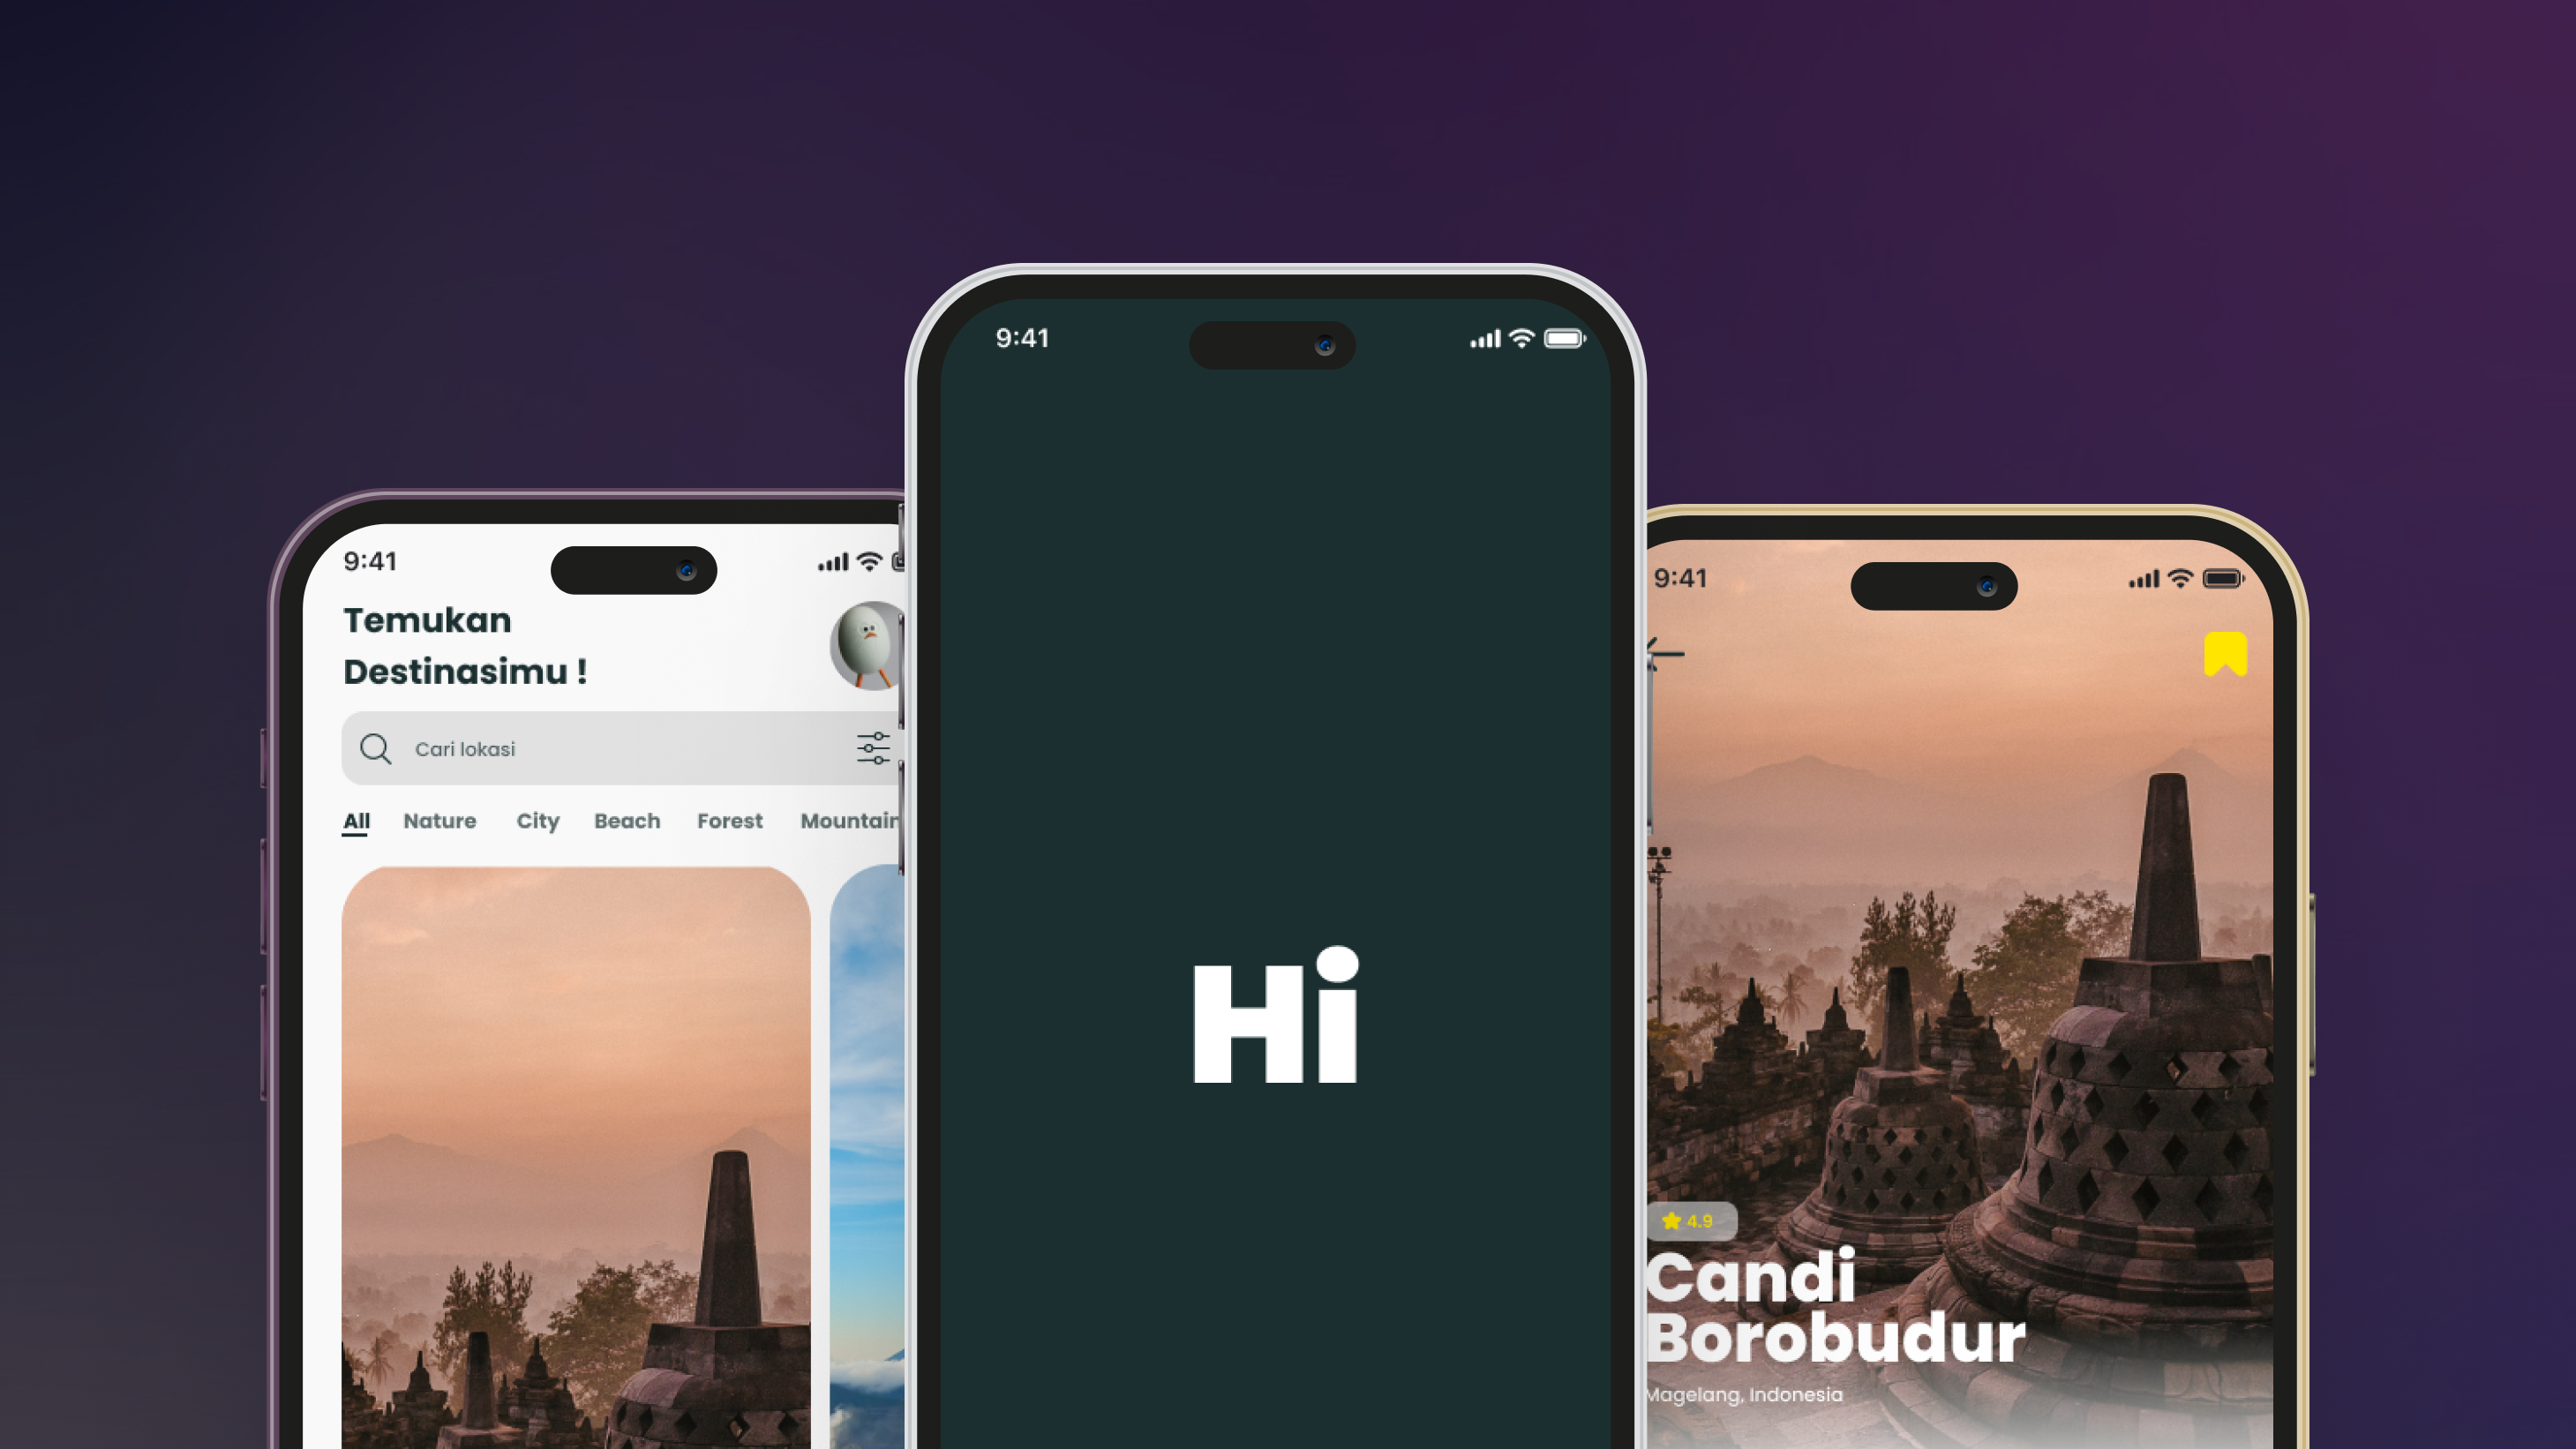 9:41
Temukan
Destinasimu !
Cari lokasi
All Nature City Beach Forest Mountain
9:41
Hi
9:41
4.9
Candi
Borobudur
Magelang, Indonesia